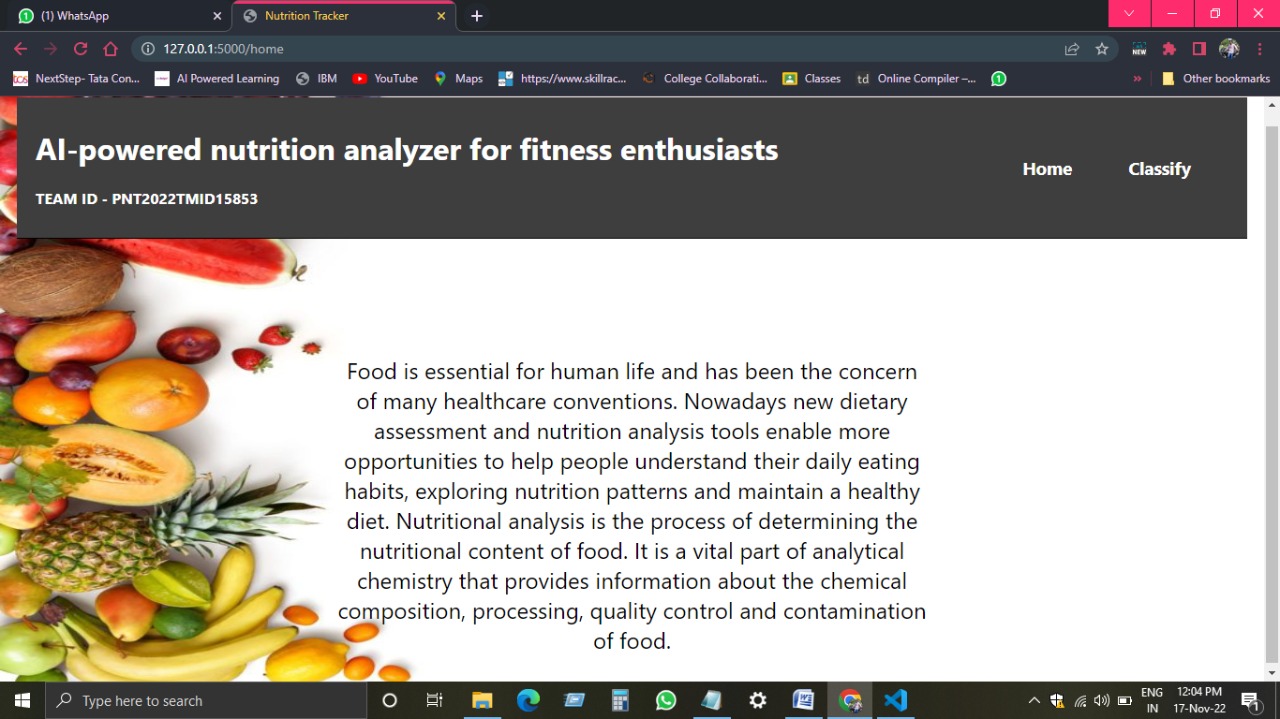 (1) WhatsApp
Nutrition Tracker
127.0.0.1:5000/home
NEW
tcs NextStep- Tata Con...
AI Powered Learning
IBM
YouTube
Maps
https://www.skillrac...
College Collaborati...
Classes
td Online Compiler –...
Other bookmarks
AI-powered nutrition analyzer for fitness enthusiasts
TEAM ID - PNT2022TMID15853
Home
Classify
Food is essential for human life and has been the concern
of many healthcare conventions. Nowadays new dietary
assessment and nutrition analysis tools enable more
opportunities to help people understand their daily eating
habits, exploring nutrition patterns and maintain a healthy
diet. Nutritional analysis is the process of determining the
nutritional content of food. It is a vital part of analytical
chemistry that provides information about the chemical
composition, processing, quality control and contamination
of food.
Type here to search
ENG
IN
12:04 PM
17-Nov-22
1